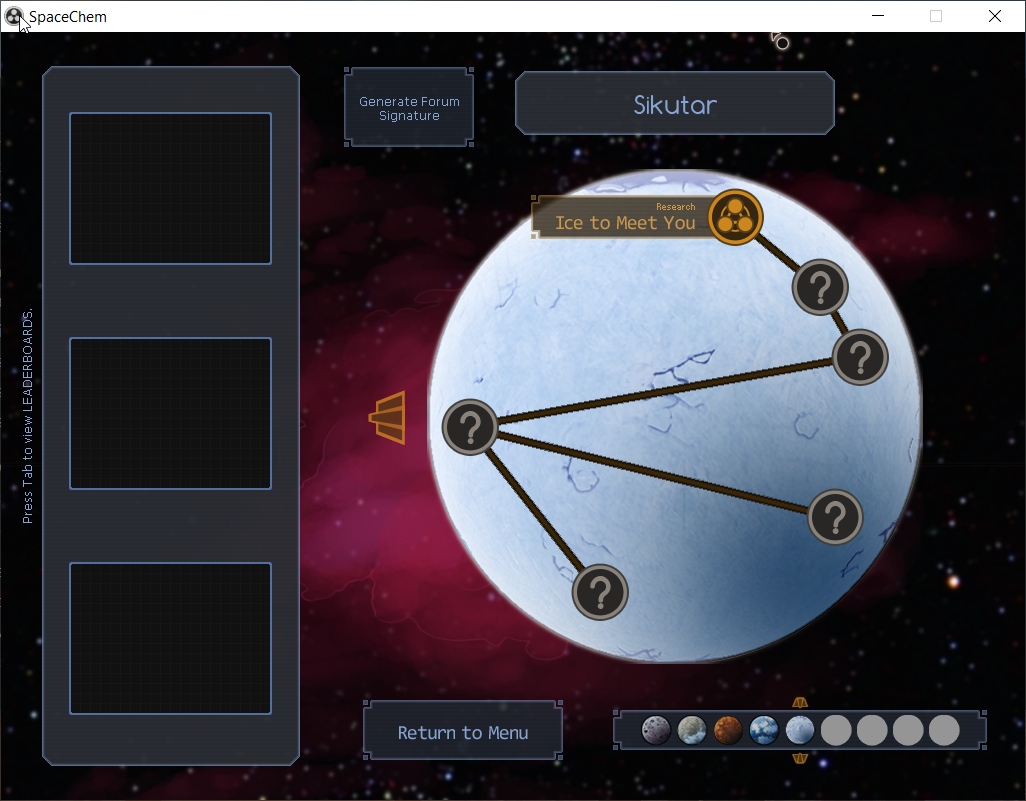 SpaceChem
Generate Forum
Signature
Sikutar
Research
Ice to Meet You
?
?
?
?
?
Press Tab to view LEADERBOARDS.
Return to Menu